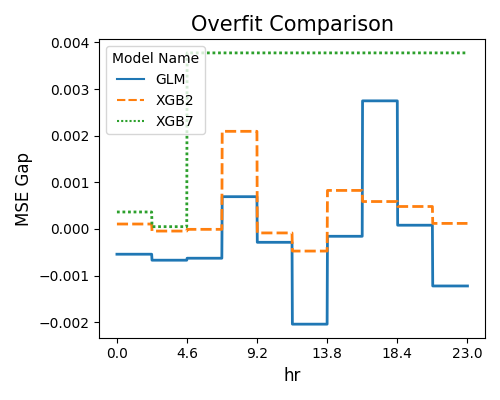 Overfit Comparison
MSE Gap
0.004
0.003
0.002
0.001
0.000
−0.001
−0.002
Model Name
GLM
XGB2
XGB7
0.0 4.6 9.2 13.8 18.4 23.0
hr